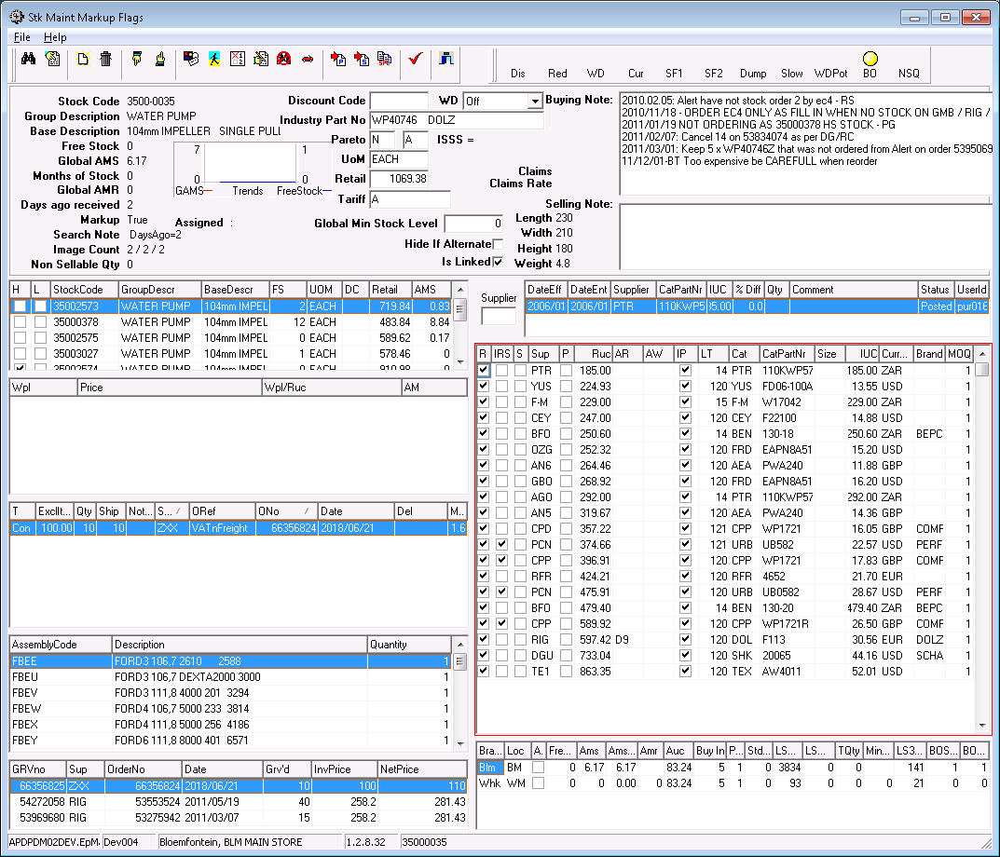 Stk Maint Markup Flags
File Help
Dis Red WD Cur SF1 SF2 Dump Slow WDPot BO NSQ
Stock Code 3500-0035
Group Description WATER PUMP
Base Description 104mm IMPELLER SINGLE PULL
Free Stock 0
Global AMS 6.17
Months of Stock 0
Global AMR 0
Days ago received 2
Markup True
Search Note DaysAgo=2
Image Count 2 / 2 / 2
Non Sellable Qty 0
7 1
0 0
GAMS Trends FreeStock
Assigned :
Discount Code WD Off
Industry Part No WP40746 DOLZ
Pareto N A ISSS =
UoM EACH
Retail 1069.38
Tariff A
Global Min Stock Level 0
Hide If Alternate
Is Linked
Claims
Claims Rate
Length 230
Width 210
Height 180
Weight 4.8
Buying Note:
2010.02.05: Alert have not stock order 2 by ec4 - RS
2010/11/18 - ORDER EC4 ONLY AS FILL IN WHEN NO STOCK ON GMB / RIG /
2011/01/19 NOT ORDERING AS 35000378 HS STOCK - PG
2011/02/07: Cancel 14 on 53834074 as per DG/RC
2011/03/01: Keep 5 x WP40746Z that was not ordered from Alert on order 5395069
11/12/01-BT Too expensive be CAREFULL when reorder
Selling Note:
H L StockCode GroupDescr BaseDescr FS UOM DC Retail AMS
35002573 WATER PUMP 104mm IMPEL 2 EACH 719.84 0.83
35000378 WATER PUMP 104mm IMPEL 12 EACH 483.84 8.84
35002575 WATER PUMP 104mm IMPEL 0 EACH 589.62 0.17
35003027 WATER PUMP 104mm IMPEL 1 EACH 578.46 0
35002574 WATER PUMP 104mm IMPEL 0 EACH 910.98 0
Wpl Price Wpl/Ruc AM
T ExclIt... Qty Ship Not... S... ORef ONo Date Del M..
Con 100.00 10 10 ZXX VATnFreight 66356824 2018/06/21 1.6
AssemblyCode Description Quantity
FBEE FORD3 106,7 2610 2588 1
FBEU FORD3 106,7 DEXTA2000 3000 1
FBEV FORD3 111,8 4000 201 3294 1
FBEW FORD4 106,7 5000 233 3814 1
FBEX FORD4 111,8 5000 256 4186 1
FBEY FORD6 111,8 8000 401 6571 1
GRVno Sup OrderNo Date Grv'd InvPrice NetPrice
66356825 ZXX 66356824 2018/06/21 10 100 110
54272058 RIG 53553524 2011/05/19 40 258.2 281.43
53969680 RIG 53275942 2011/03/07 15 258.2 281.43
Supplier
DateEff DateEnt Supplier CatPartNr IUC % Diff Qty Comment Status UserId
2006/01 2006/01 PTR 110KWP5 35.00 0.0 Posted pur016
R IRS S Sup P Ruc AR AW IP LT Cat CatPartNr Size IUC Curr... Brand MOQ
PTR 185.00 14 PTR 110KWP57 185.00 ZAR 1
YUS 224.93 120 YUS FD06-100A 13.55 USD 1
F-M 229.00 15 F-M W17042 229.00 ZAR 1
CEY 247.00 120 CEY F22100 14.88 USD 1
BFO 250.60 14 BEN 130-18 250.60 ZAR BEPC 1
OZG 252.32 120 FRD EAPN8A51 15.20 USD 1
AN6 264.46 120 AEA PWA240 11.88 GBP 1
GBO 268.92 120 FRD EAPN8A51 16.20 USD 1
AGO 292.00 14 PTR 110KWP57 292.00 ZAR 1
AN5 319.67 120 AEA PWA240 14.36 GBP 1
CPD 357.22 121 CPP WP1721 16.05 GBP COMF 1
PCN 374.66 121 URB UB582 22.57 USD PERF 1
CPP 396.91 120 CPP WP1721 17.83 GBP COMF 1
RFR 424.21 120 RFR 4652 21.70 EUR 1
PCN 475.91 120 URB UB0582 28.67 USD PERF 1
BFO 479.40 14 BEN 130-20 479.40 ZAR BEPC 1
CPP 589.92 120 CPP WP1721R 26.50 GBP COMF 1
RIG 597.42 D9 120 DOL F113 30.56 EUR DOLZ 1
DGU 733.04 120 SHK 20065 44.16 USD SCHA 1
TE1 863.35 120 TEX AW4011 52.01 USD 1
Bra... Loc A. Fre... Ams Ams... Amr Auc Buy In P... Std... LS... LS... TQty Min... LS3... BOS... BO...
Blm BM 0 6.17 6.17 83.24 5 1 0 3834 0 0 141 1 1
Whk WM 0 0 0.00 0 83.24 5 1 0 93 0 0 21 0 0
APDPDM02DEV.EpM Dev004 Bloemfontein, BLM MAIN STORE 1.2.8.32 35000035